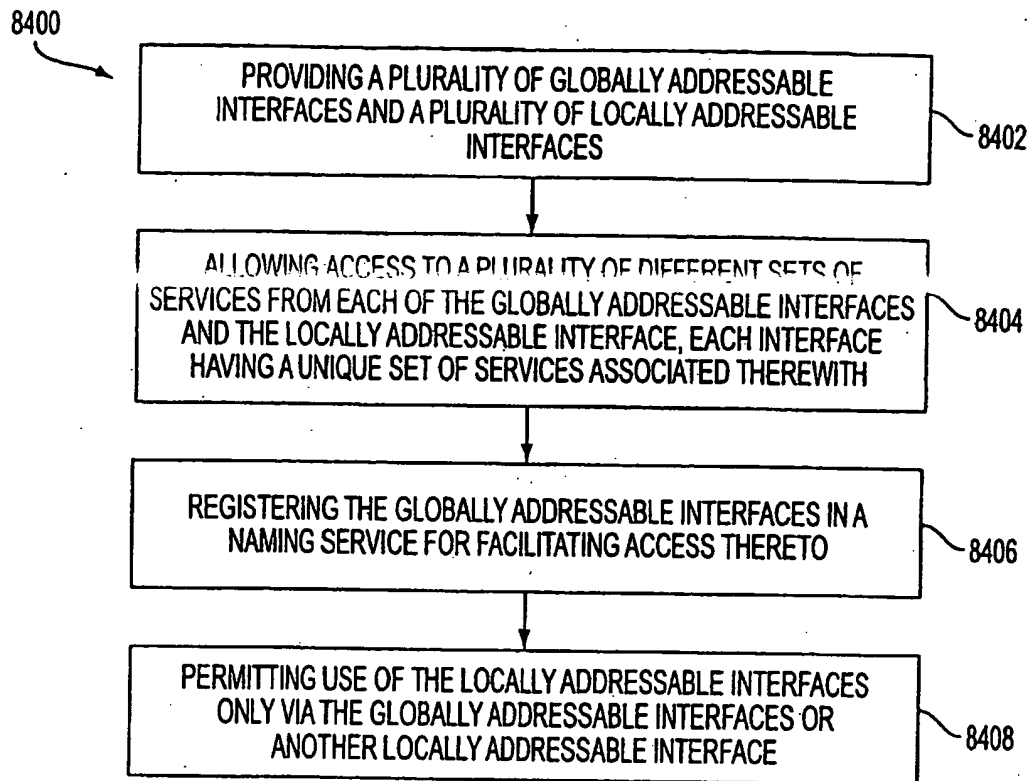 8400
PROVIDING A PLURALITY OF GLOBALLY ADDRESSABLE
INTERFACES AND A PLURALITY OF LOCALLY ADDRESSABLE
INTERFACES
8402
ALLOWING ACCESS TO A PLURALITY OF DIFFERENT SETS OF
SERVICES FROM EACH OF THE GLOBALLY ADDRESSABLE INTERFACES
AND THE LOCALLY ADDRESSABLE INTERFACE, EACH INTERFACE
HAVING A UNIQUE SET OF SERVICES ASSOCIATED THEREWITH
8404
REGISTERING THE GLOBALLY ADDRESSABLE INTERFACES IN A
NAMING SERVICE FOR FACILITATING ACCESS THERETO
8406
PERMITTING USE OF THE LOCALLY ADDRESSABLE INTERFACES
ONLY VIA THE GLOBALLY ADDRESSABLE INTERFACES OR
ANOTHER LOCALLY ADDRESSABLE INTERFACE
8408